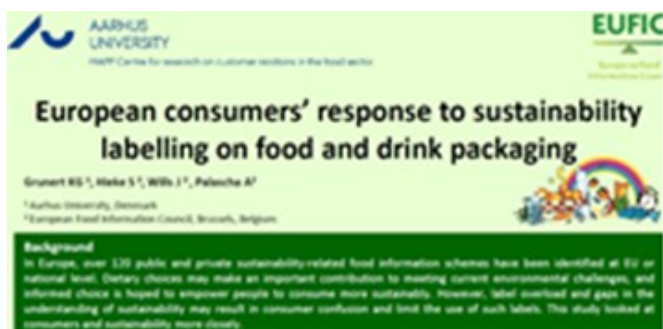 AARHUS
UNIVERSITY
MAPP Centre for research on customer relations in the food sector
EUFIC
European Food
Information Council
European consumers' response to sustainability
labelling on food and drink packaging
Grunert KG ¹, Hieke S ², Wills J ², Palascha A²
¹ Aarhus University, Denmark
² European Food Information Council, Brussels, Belgium
Background
In Europe, over 120 public and private sustainability-related food information schemes have been identified at EU or
national level. Dietary choices may make an important contribution to meeting current environmental challenges, and
informed choice is hoped to empower people to consume more sustainably. However, label overload and gaps in the
understanding of sustainability may result in consumer confusion and limit the use of such labels. This study looked at
consumers and sustainability more closely.